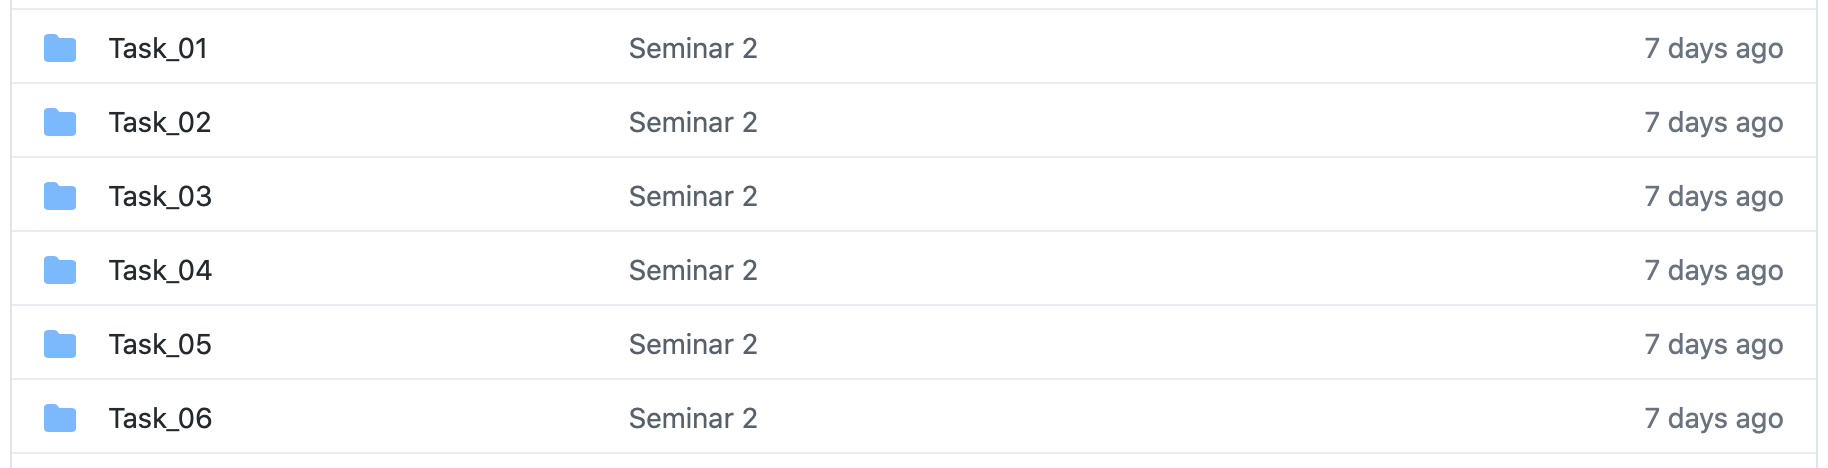 Task_01 Seminar 2 7 days ago
Task_02 Seminar 2 7 days ago
Task_03 Seminar 2 7 days ago
Task_04 Seminar 2 7 days ago
Task_05 Seminar 2 7 days ago
Task_06 Seminar 2 7 days ago